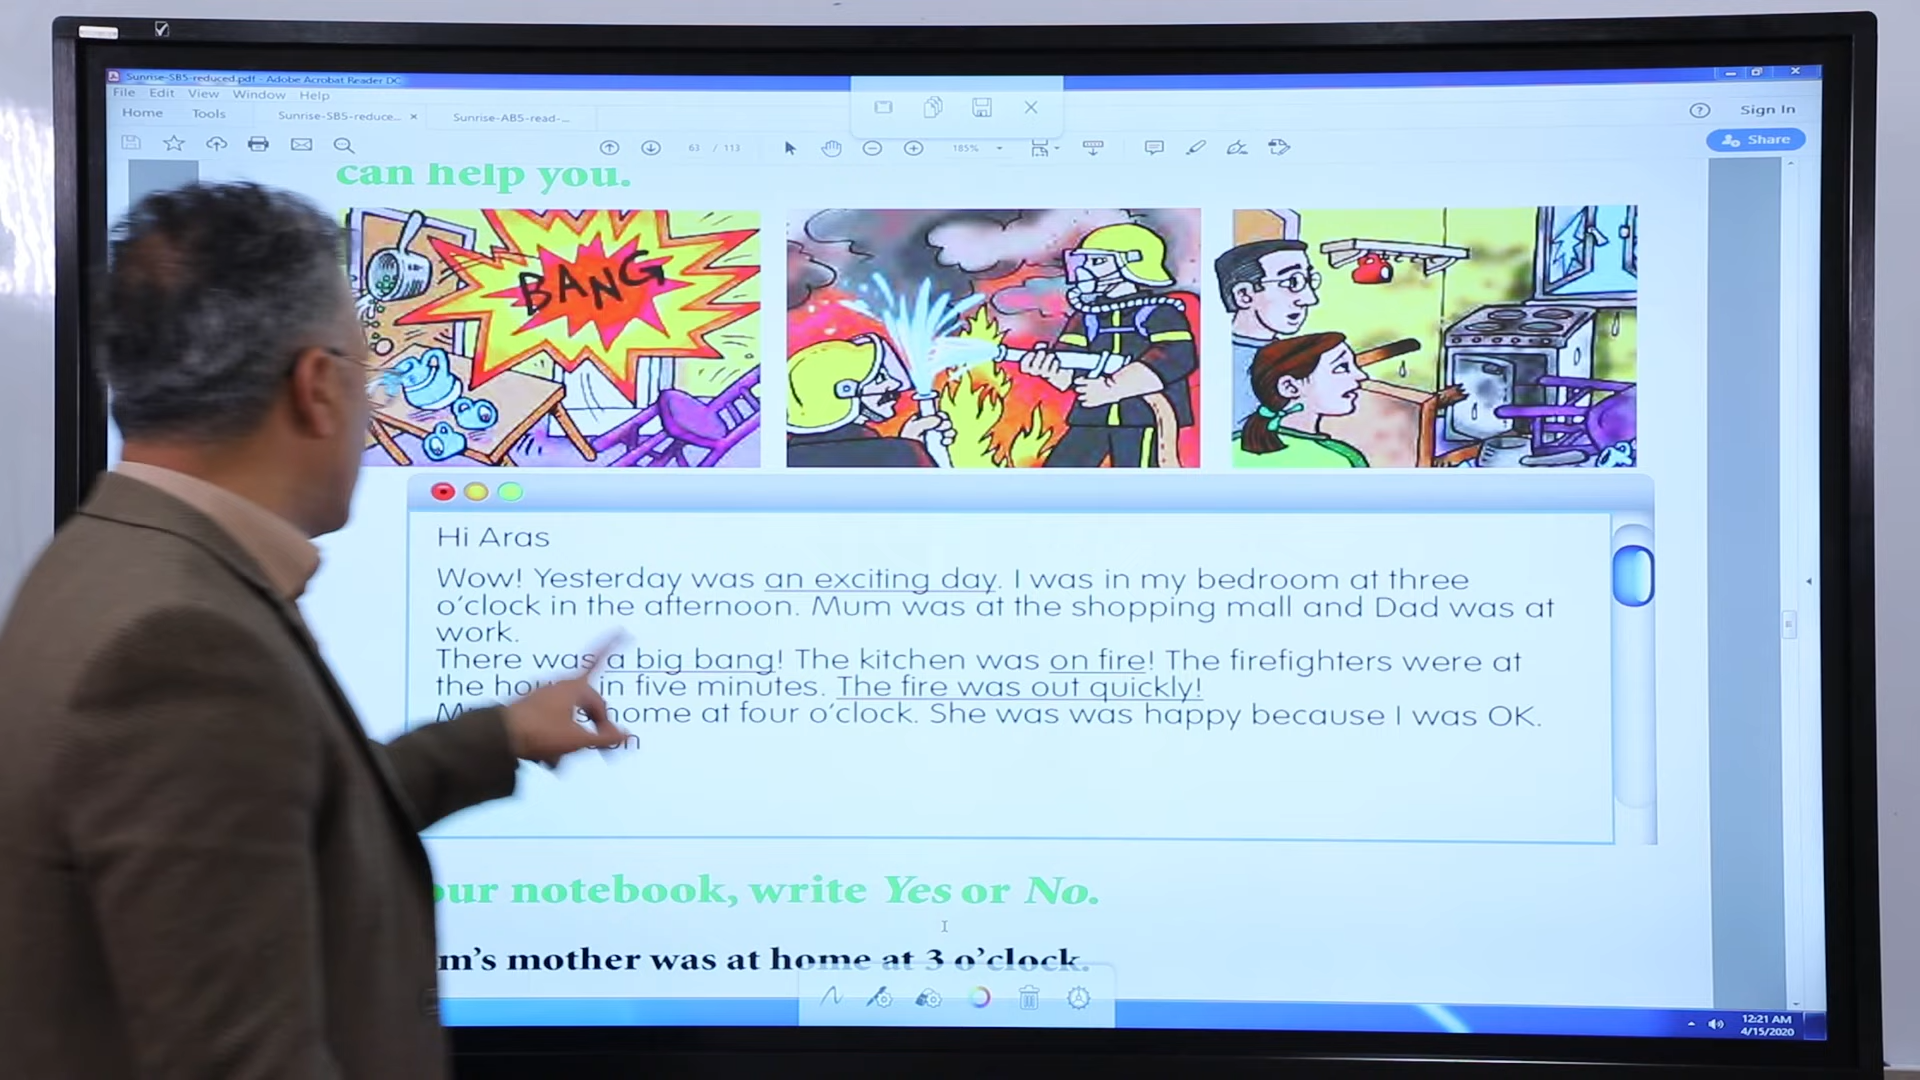 Sunrise-SB5-reduced.pdf - Adobe Acrobat Reader DC
File Edit View Window Help
Home Tools Sunrise-SB5-reduce... × Sunrise-AB5-read-...
Sign In
63 / 113
185%
Share
can help you.
BANG
Hi Aras
Wow! Yesterday was an exciting day. I was in my bedroom at three
o'clock in the afternoon. Mum was at the shopping mall and Dad was at
work.
There was a big bang! The kitchen was on fire! The firefighters were at
the in five minutes. The fire was out quickly!
home at four o'clock. She was was happy because I was OK.
our notebook, write Yes or No.
m's mother was at home at 3 o'clock.
12:21 AM
4/15/2020